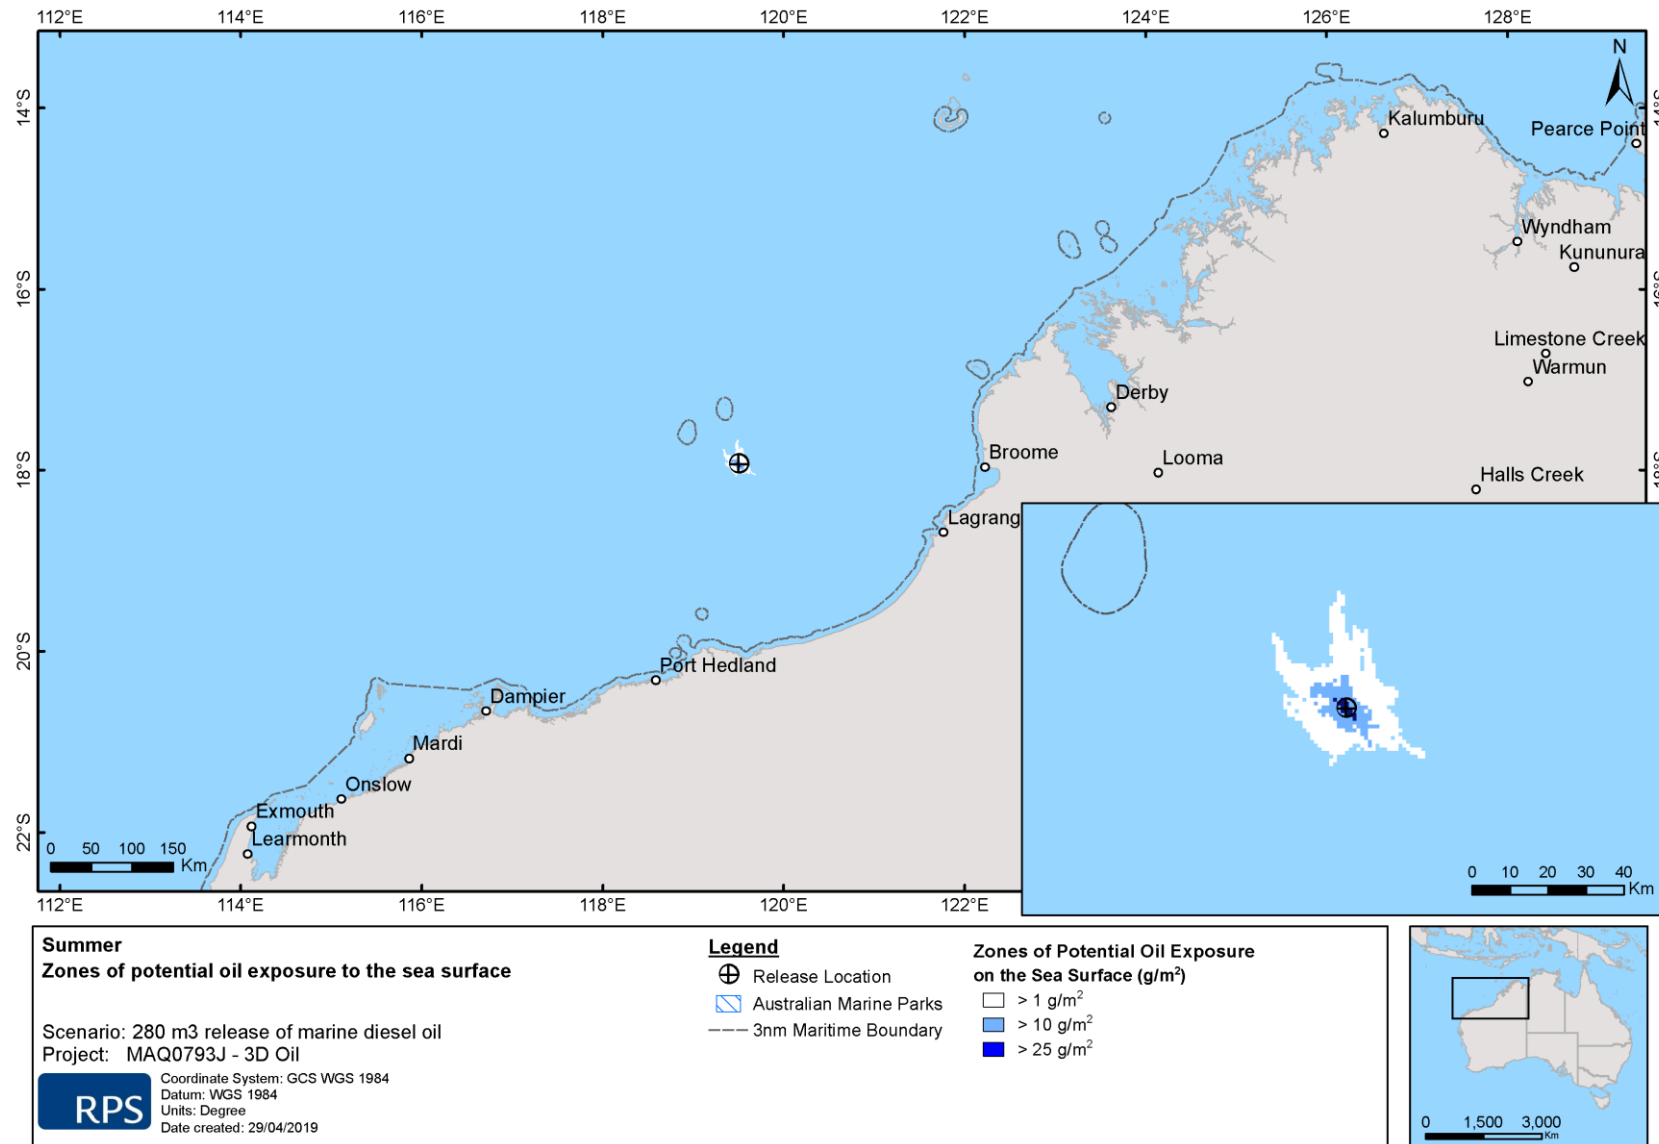 112°E 114°E 116°E 118°E 120°E 122°E 124°E 126°E 128°E
N
14°S
14°S
Kalumburu
Pearce Point
Wyndham
Kununura
16°S
16°S
Limestone Creek
Warmun
Derby
Broome
Looma
18°S
18°S
Halls Creek
Lagrang
20°S
Port Hedland
Dampier
Mardi
Onslow
Exmouth
22°S
Learmonth
0 50 100 150
Km
0 10 20 30 40
Km
112°E 114°E 116°E 118°E 120°E 122°E
Summer
Zones of potential oil exposure to the sea surface
Scenario: 280 m3 release of marine diesel oil
Project: MAQ0793J - 3D Oil
RPS
Coordinate System: GCS WGS 1984
Datum: WGS 1984
Units: Degree
Date created: 29/04/2019
Legend
Release Location
Australian Marine Parks
3nm Maritime Boundary
Zones of Potential Oil Exposure
on the Sea Surface (g/m²)
> 1 g/m²
> 10 g/m²
> 25 g/m²
0 1,500 3,000
Km